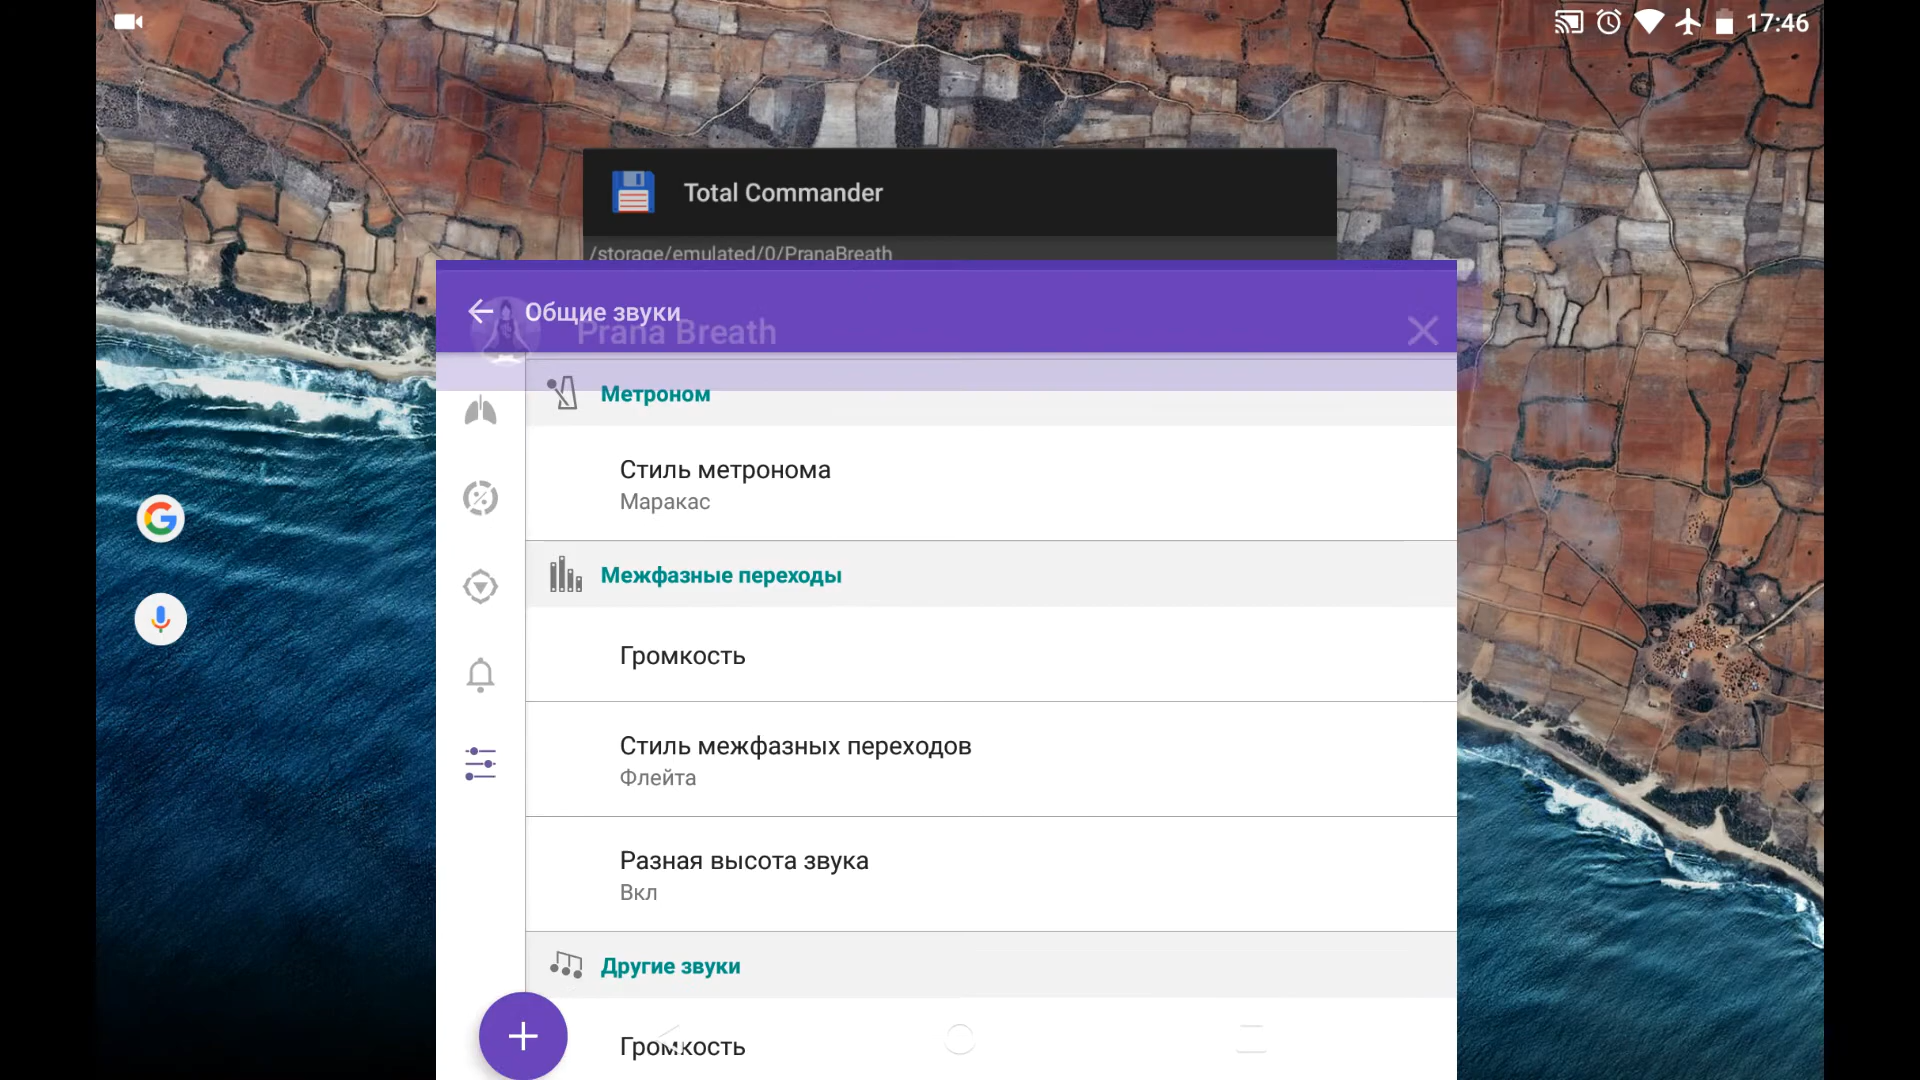 17:46
Total Commander
/storage/emulated/0/PranaBreath
Общие звуки
Prana Breath
Метроном
Стиль метронома
Маракас
Межфазные переходы
Громкость
Стиль межфазных переходов
Флейта
Разная высота звука
Вкл
Другие звуки
Громкость